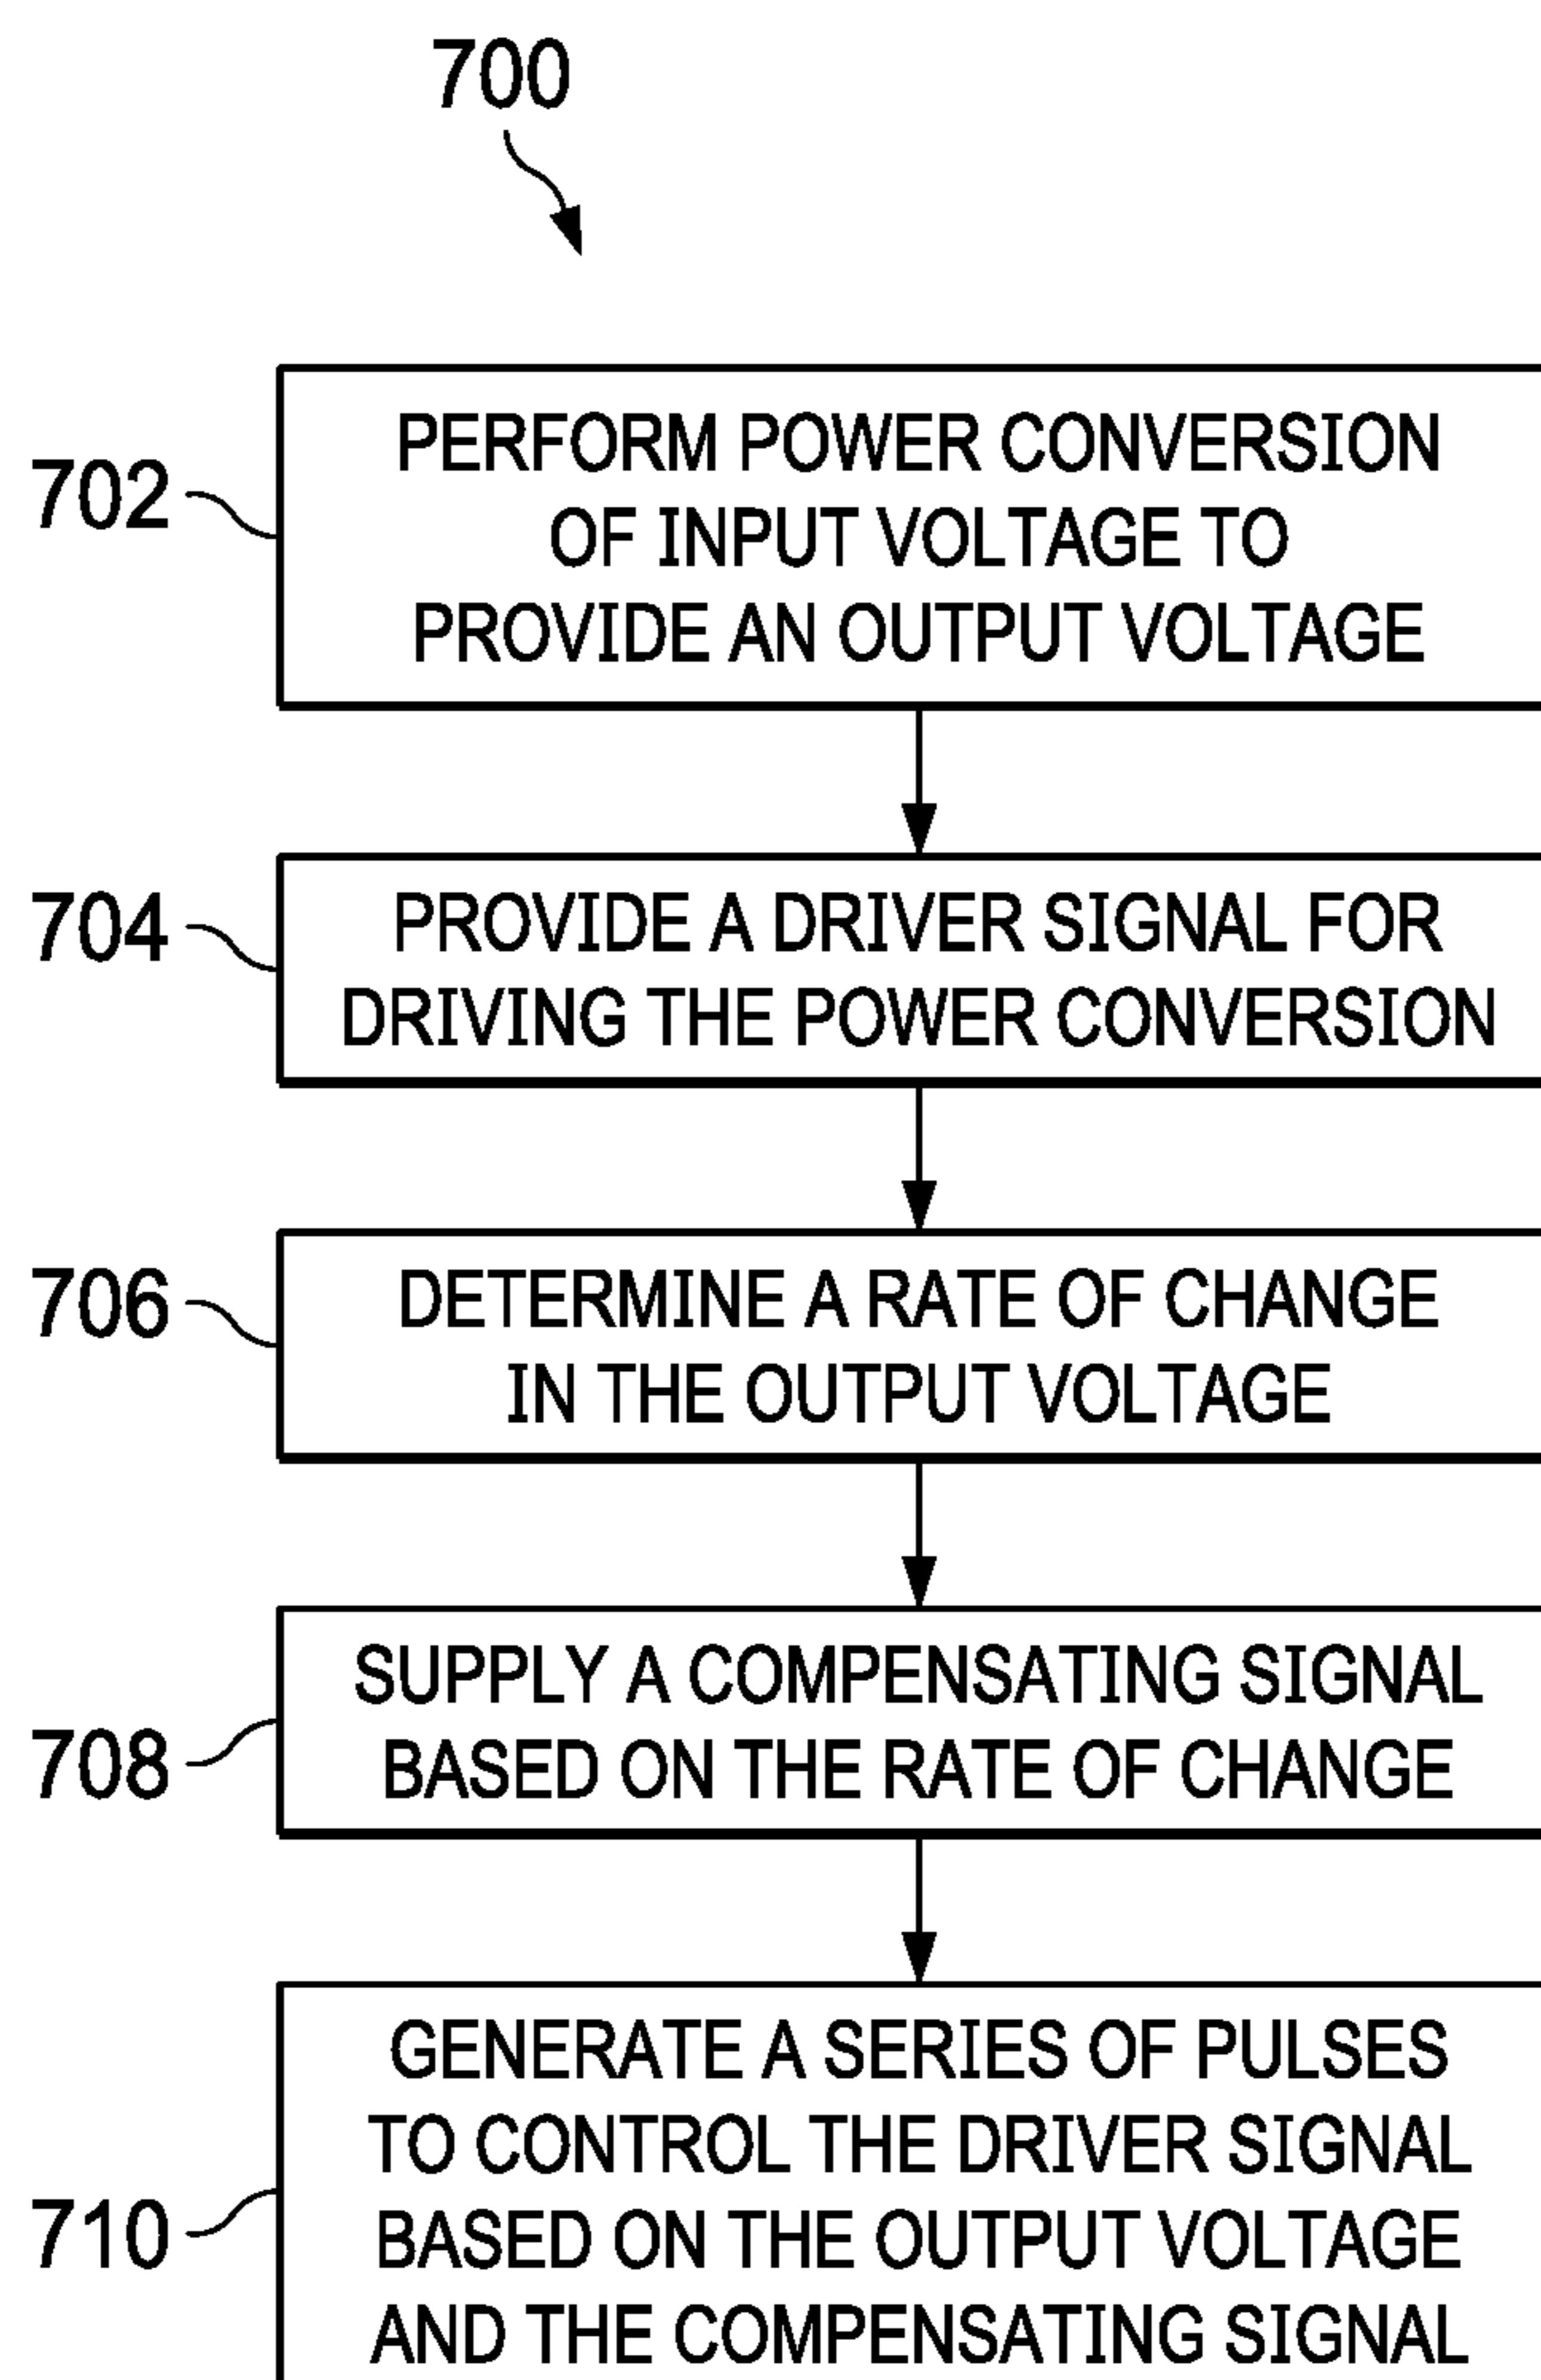 700
702
PERFORM POWER CONVERSION
OF INPUT VOLTAGE TO
PROVIDE AN OUTPUT VOLTAGE
704
PROVIDE A DRIVER SIGNAL FOR
DRIVING THE POWER CONVERSION
706
DETERMINE A RATE OF CHANGE
IN THE OUTPUT VOLTAGE
708
SUPPLY A COMPENSATING SIGNAL
BASED ON THE RATE OF CHANGE
710
GENERATE A SERIES OF PULSES
TO CONTROL THE DRIVER SIGNAL
BASED ON THE OUTPUT VOLTAGE
AND THE COMPENSATING SIGNAL